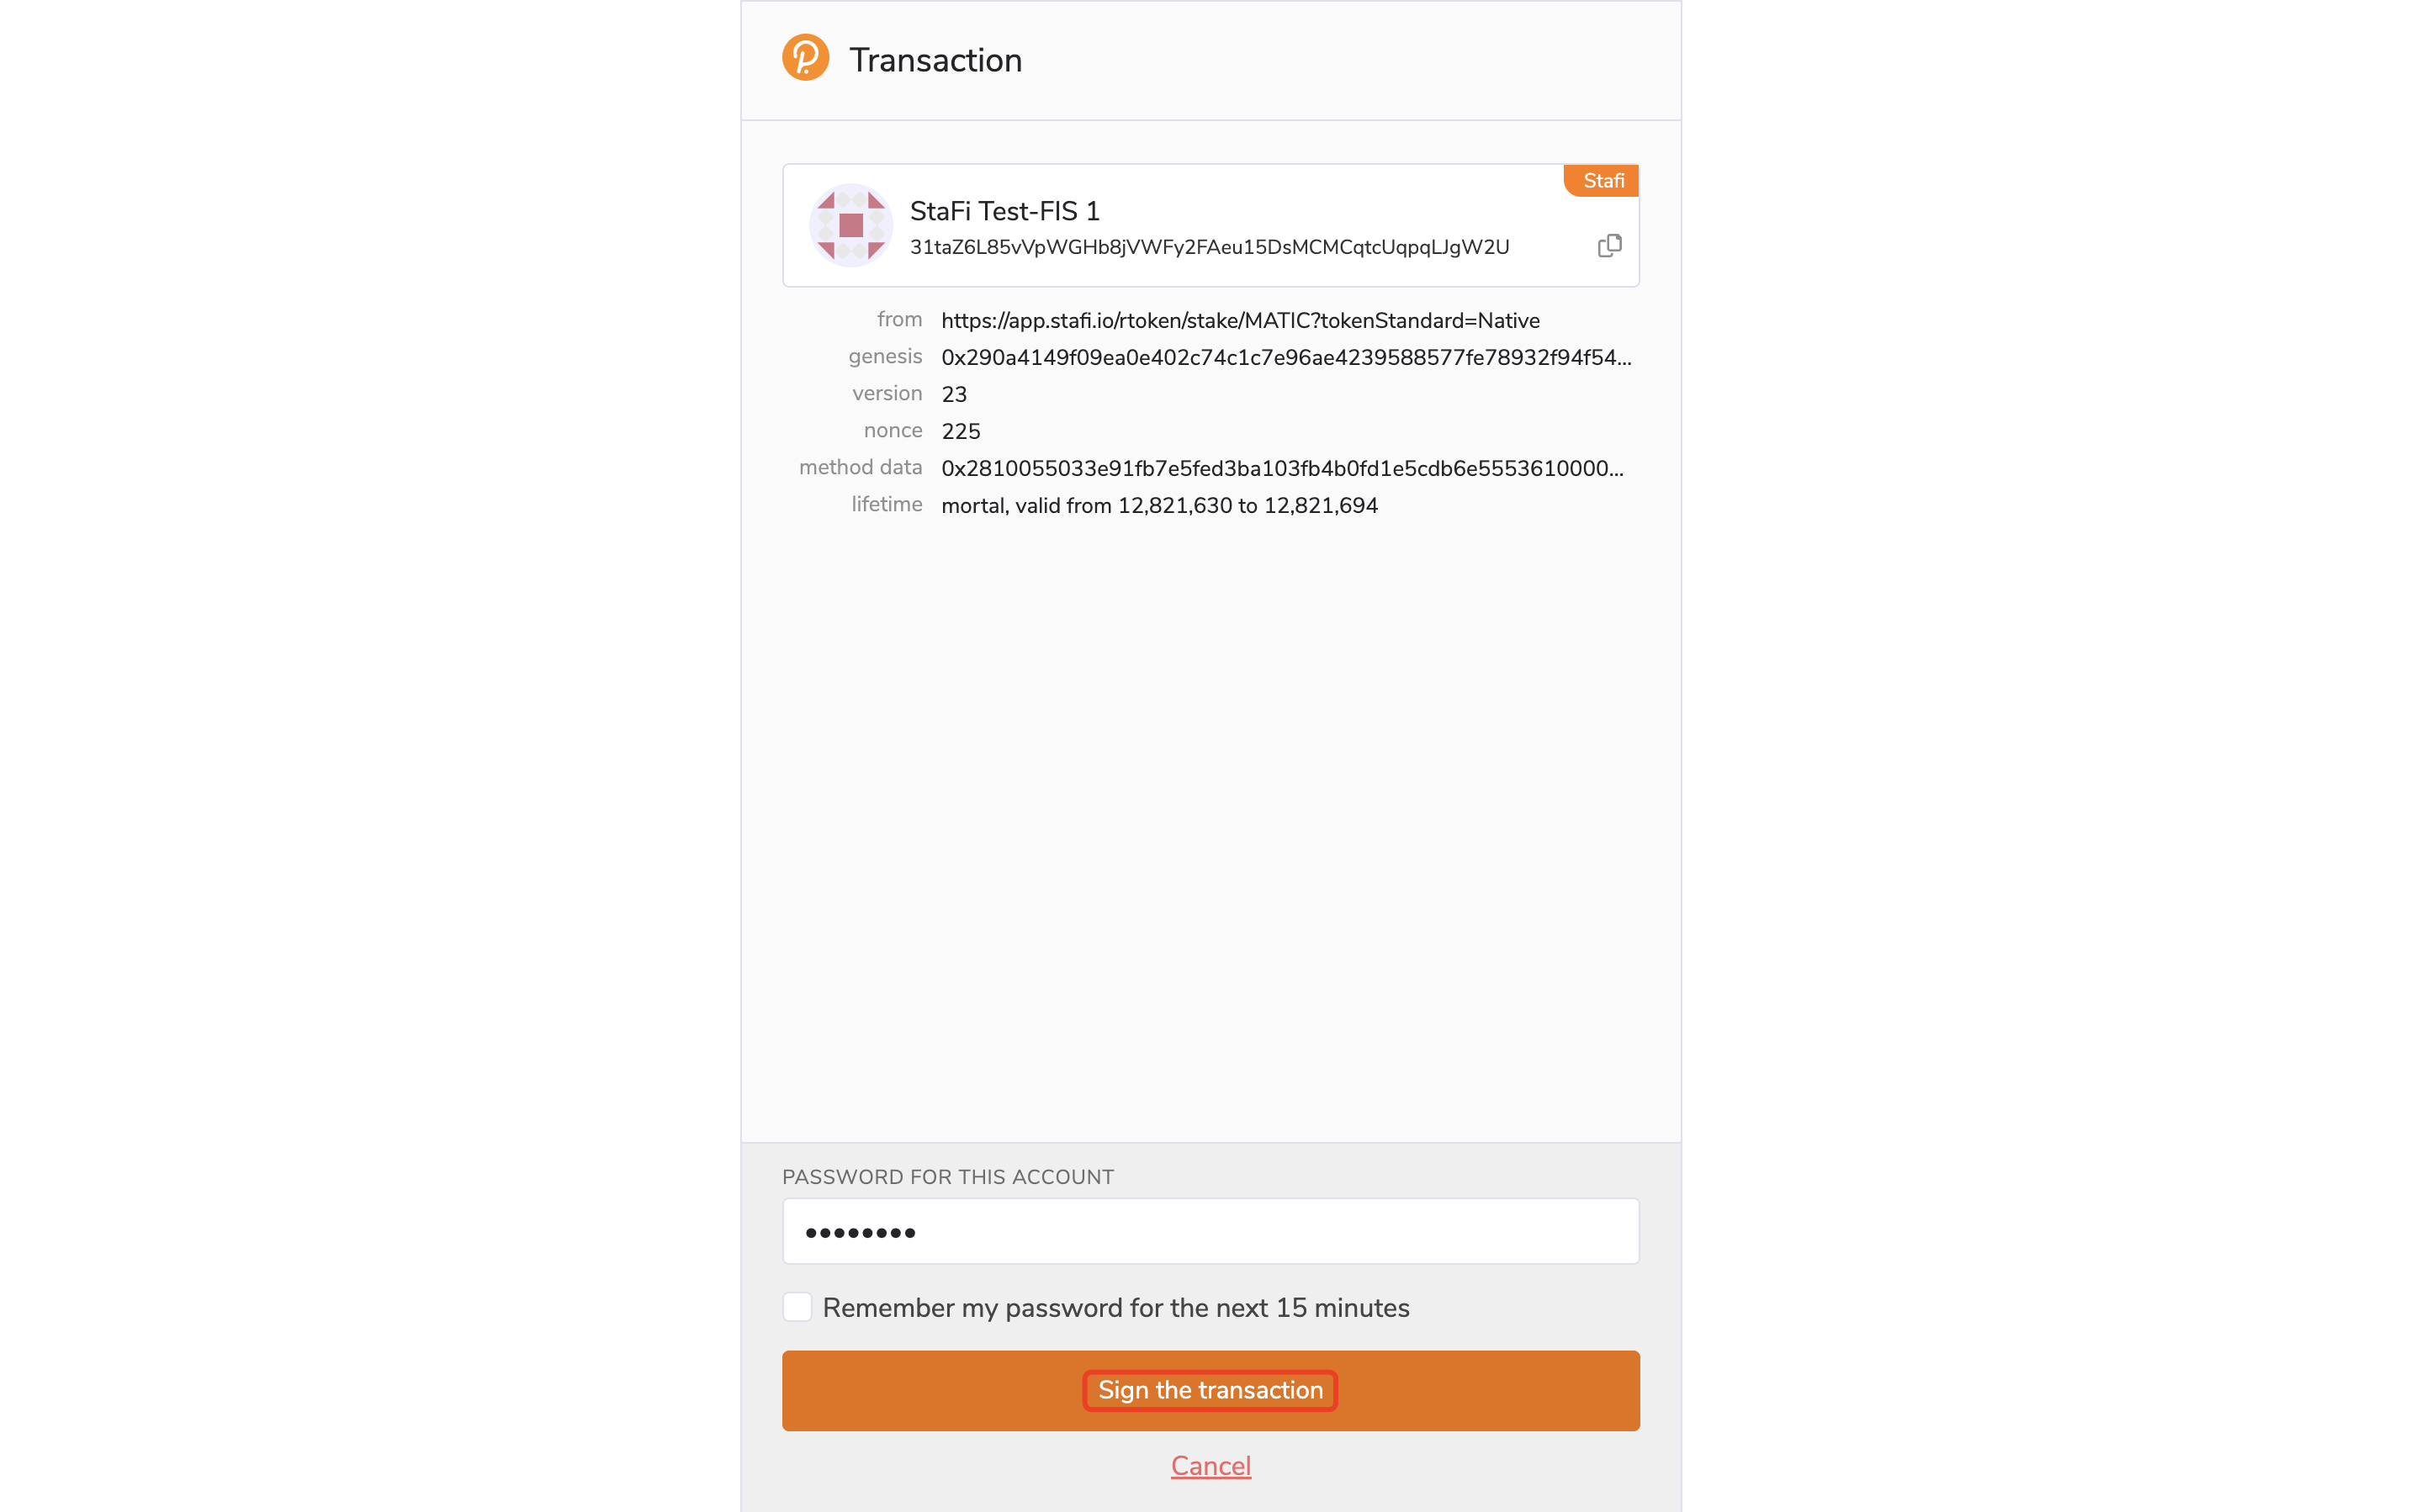 Transaction
Stafi
StaFi Test-FIS 1
31taZ6L85vVpWGHb8jVWFy2FAeu15DsMCMCqtcUqpqLJgW2U
from https://app.stafi.io/rtoken/stake/MATIC?tokenStandard=Native
genesis 0x290a4149f09ea0e402c74c1c7e96ae4239588577fe78932f94f54...
version 23
nonce 225
method data 0x2810055033e91fb7e5fed3ba103fb4b0fd1e5cdb6e5553610000...
lifetime mortal, valid from 12,821,630 to 12,821,694
PASSWORD FOR THIS ACCOUNT
••••••••
Remember my password for the next 15 minutes
Sign the transaction
Cancel